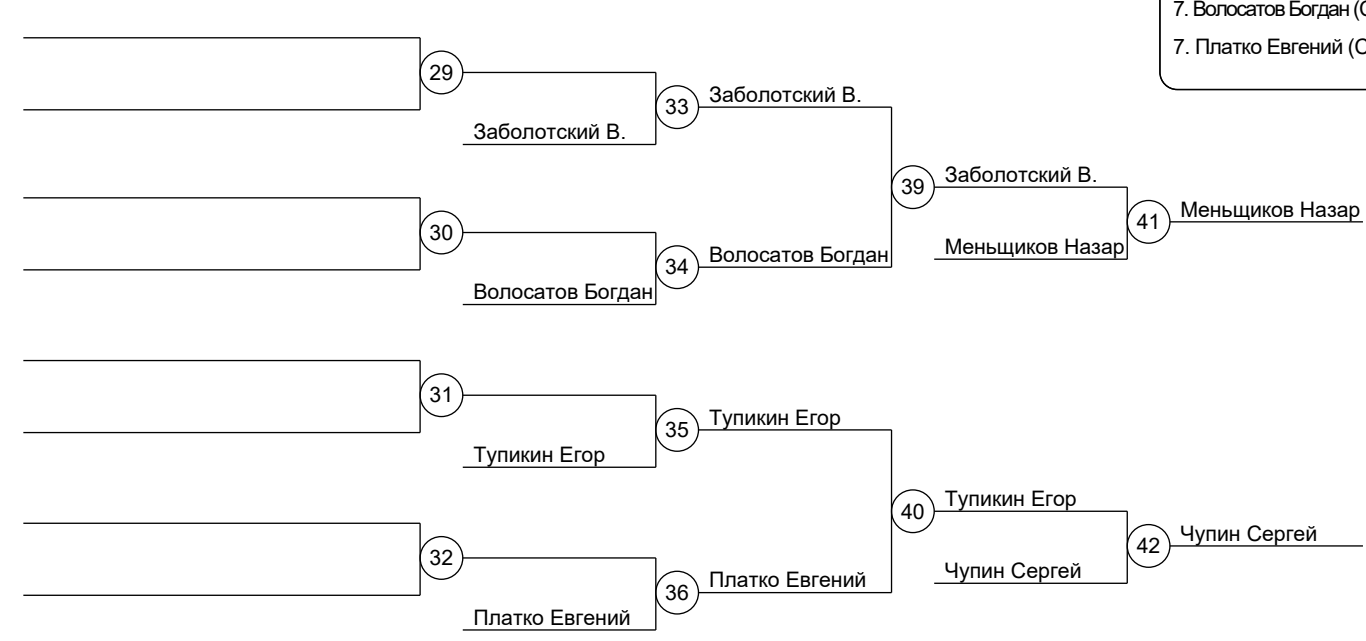 7. Волосатов Богдан (С
7. Платко Евгений (С
29
33
Заболотский В.
Заболотский В.
39
Заболотский В.
41
Меньщиков Назар
Меньщиков Назар
30
34
Волосатов Богдан
Волосатов Богдан
31
35
Тупикин Егор
Тупикин Егор
40
Тупикин Егор
42
Чупин Сергей
Чупин Сергей
32
36
Платко Евгений
Платко Евгений